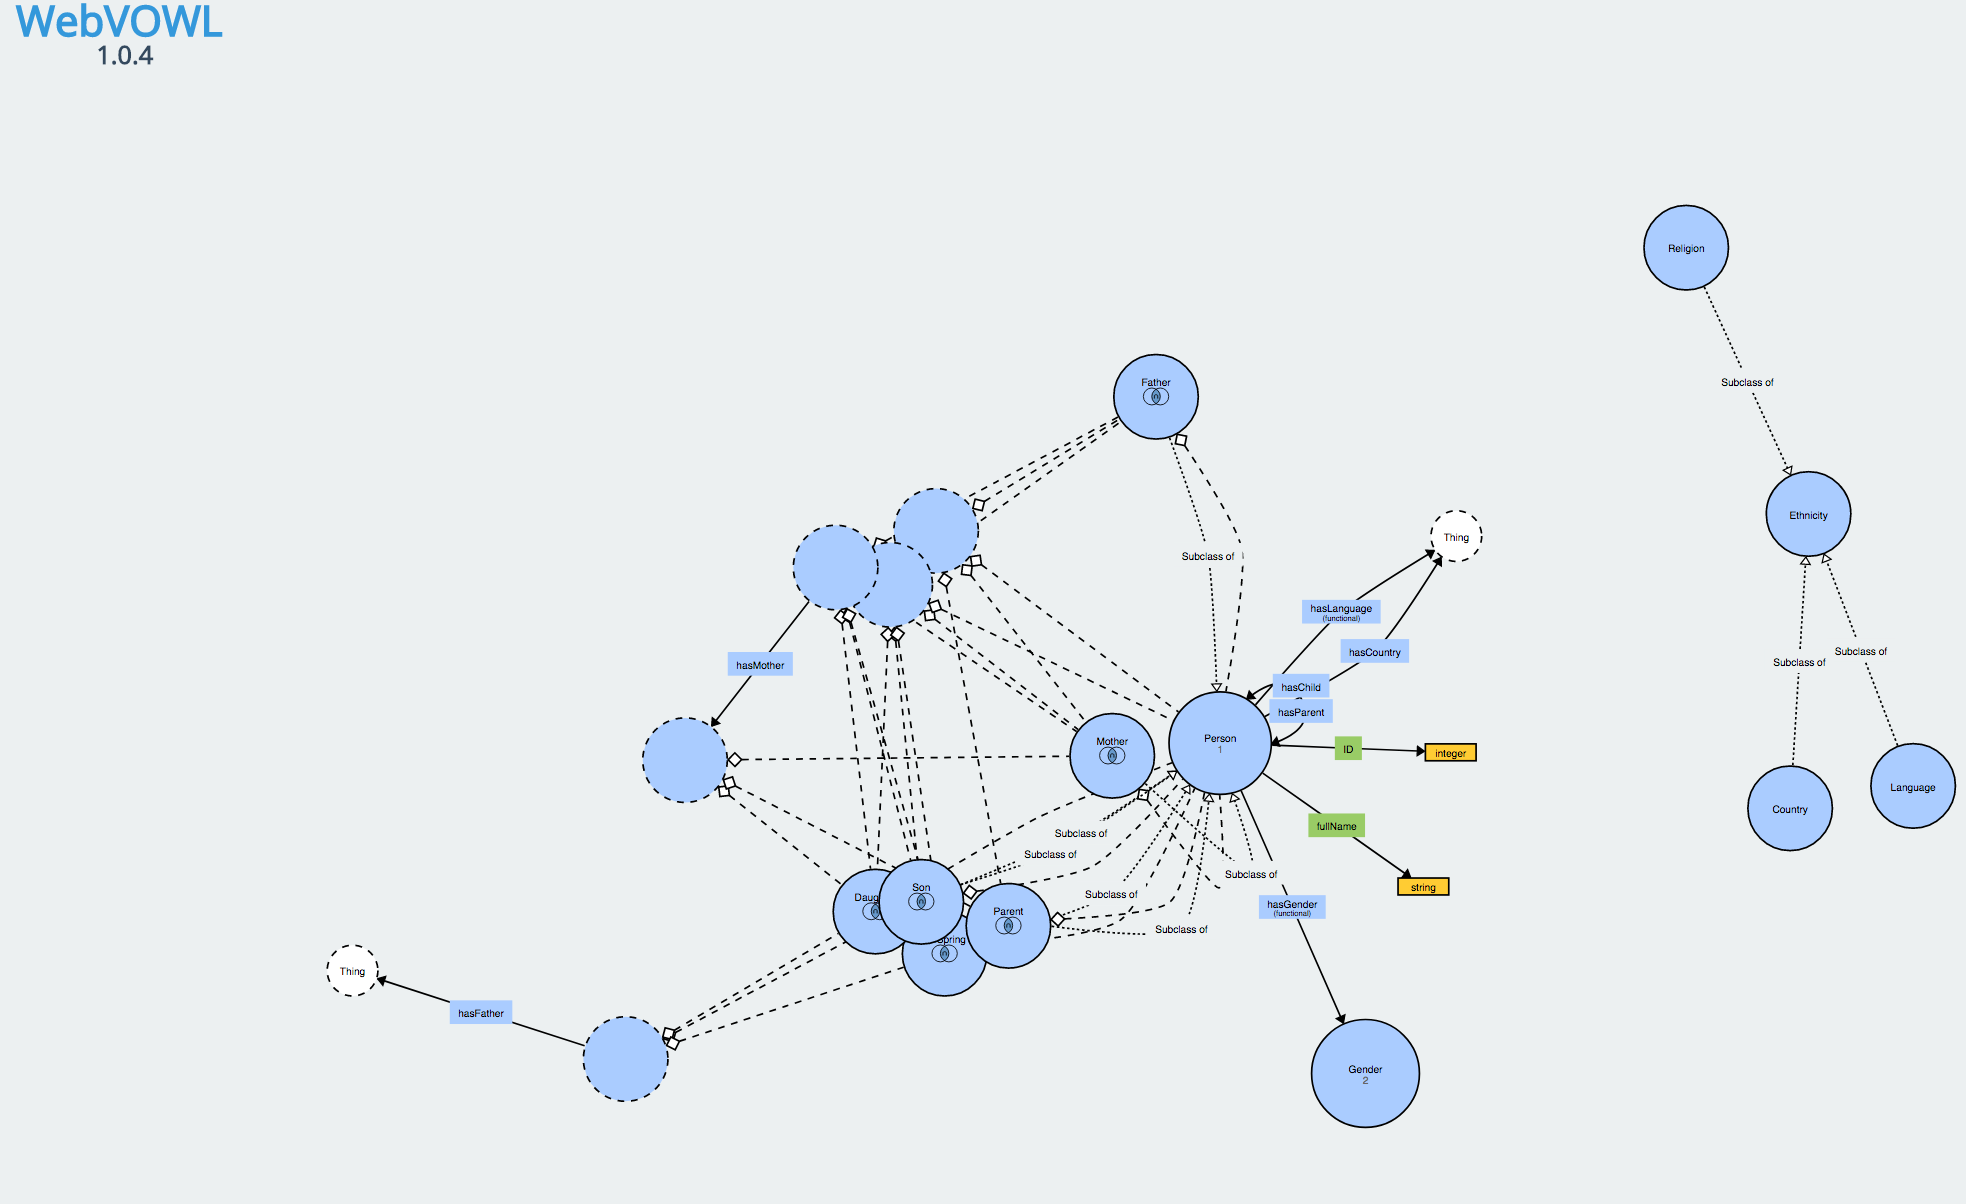 WebVOWL
1.0.4
Religion
Subclass of
Father
Ethnicity
Thing
Subclass of
hasLanguage
(functional)
hasCountry
Subclass of
Subclass of
hasMother
hasChild
hasParent
Mother
Person
1
ID
integer
Language
Country
fullName
Subclass of
Subclass of
Subclass of
Subclass of
string
Son
Daug
hasGender
(functional)
Parent
Subclass of
pring
Thing
hasFather
Gender
2